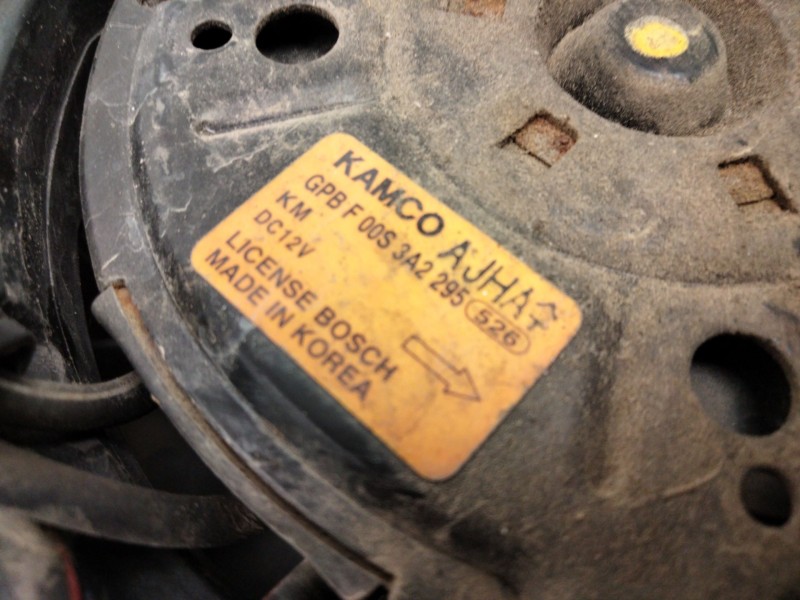 KAMCO AJHA
GPB F 00S 3A2 295 526
KM
DC12V
LICENSE BOSCH
MADE IN KOREA